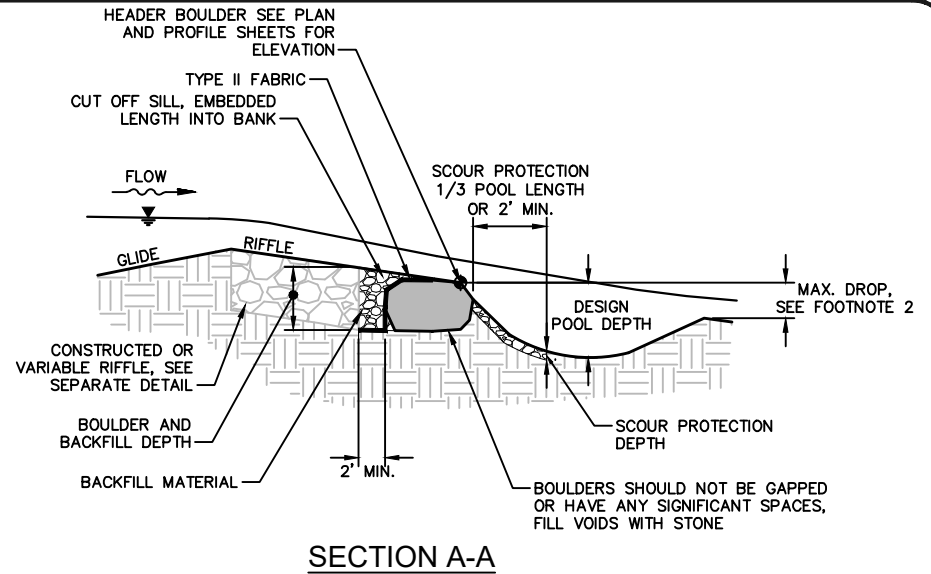 HEADER BOULDER SEE PLAN
AND PROFILE SHEETS FOR
ELEVATION
TYPE II FABRIC
CUT OFF SILL, EMBEDDED
LENGTH INTO BANK
SCOUR PROTECTION
1/3 POOL LENGTH
OR 2' MIN.
FLOW
GLIDE
RIFFLE
MAX. DROP,
SEE FOOTNOTE 2
DESIGN
POOL DEPTH
CONSTRUCTED OR
VARIABLE RIFFLE, SEE
SEPARATE DETAIL
BOULDER AND
BACKFILL DEPTH
SCOUR PROTECTION
DEPTH
2' MIN.
BACKFILL MATERIAL
BOULDERS SHOULD NOT BE GAPPED
OR HAVE ANY SIGNIFICANT SPACES,
FILL VOIDS WITH STONE
SECTION A-A